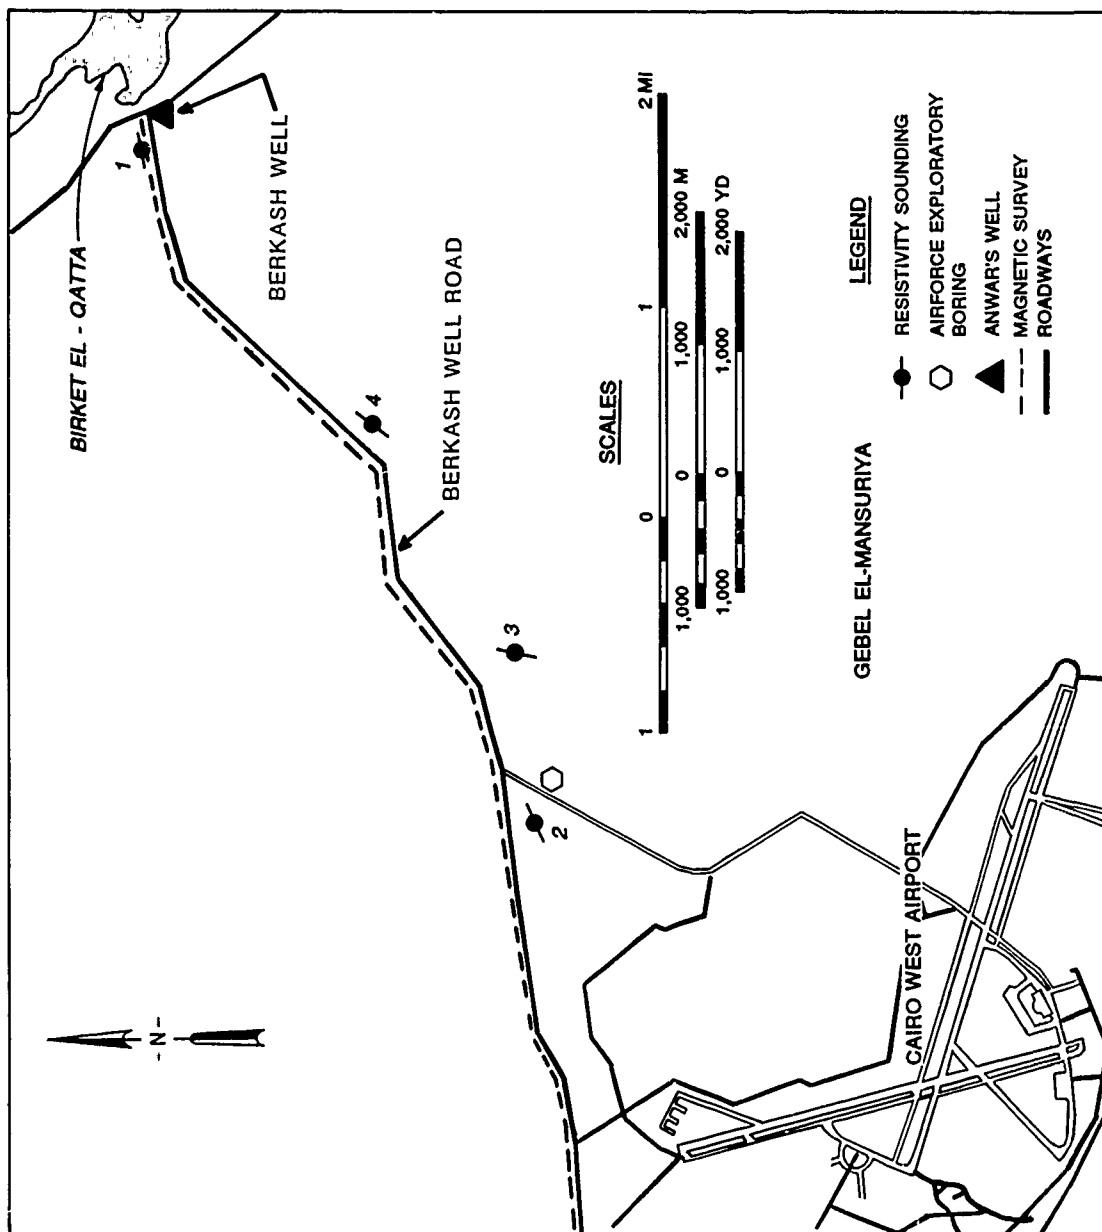 BIRKET EL - QATTA
1
BERKASH WELL
4
BERKASH WELL ROAD
3
2
-N-
SCALES
1 0 1 2 MI
1,000 0 1,000 2,000 M
1,000 0 1,000 2,000 YD
GEBEL EL-MANSURIYA
CAIRO WEST AIRPORT
LEGEND
RESISTIVITY SOUNDING
AIRFORCE EXPLORATORY
BORING
ANWAR'S WELL
MAGNETIC SURVEY
ROADWAYS